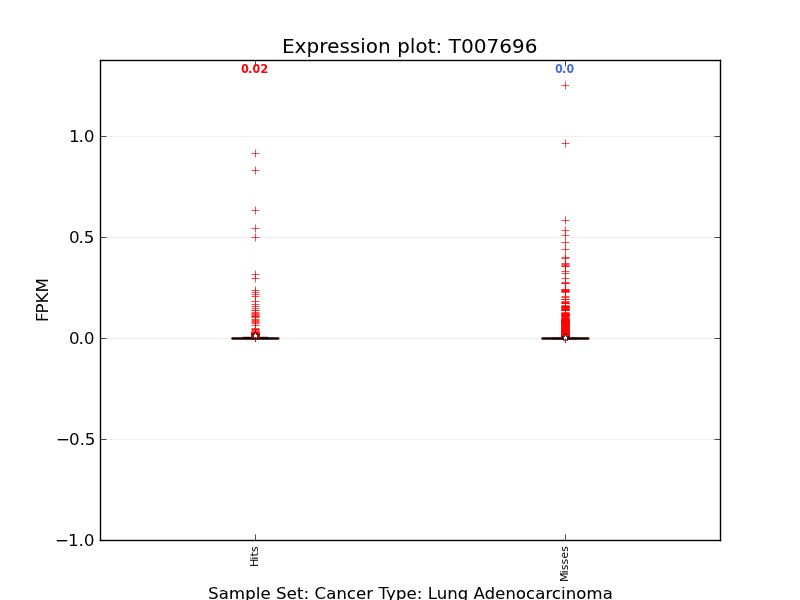 Expression plot: T007696
0.02
0.0
1.0
0.5
0.0
−0.5
−1.0
FPKM
Hits
Misses
Sample Set: Cancer Type: Lung Adenocarcinoma